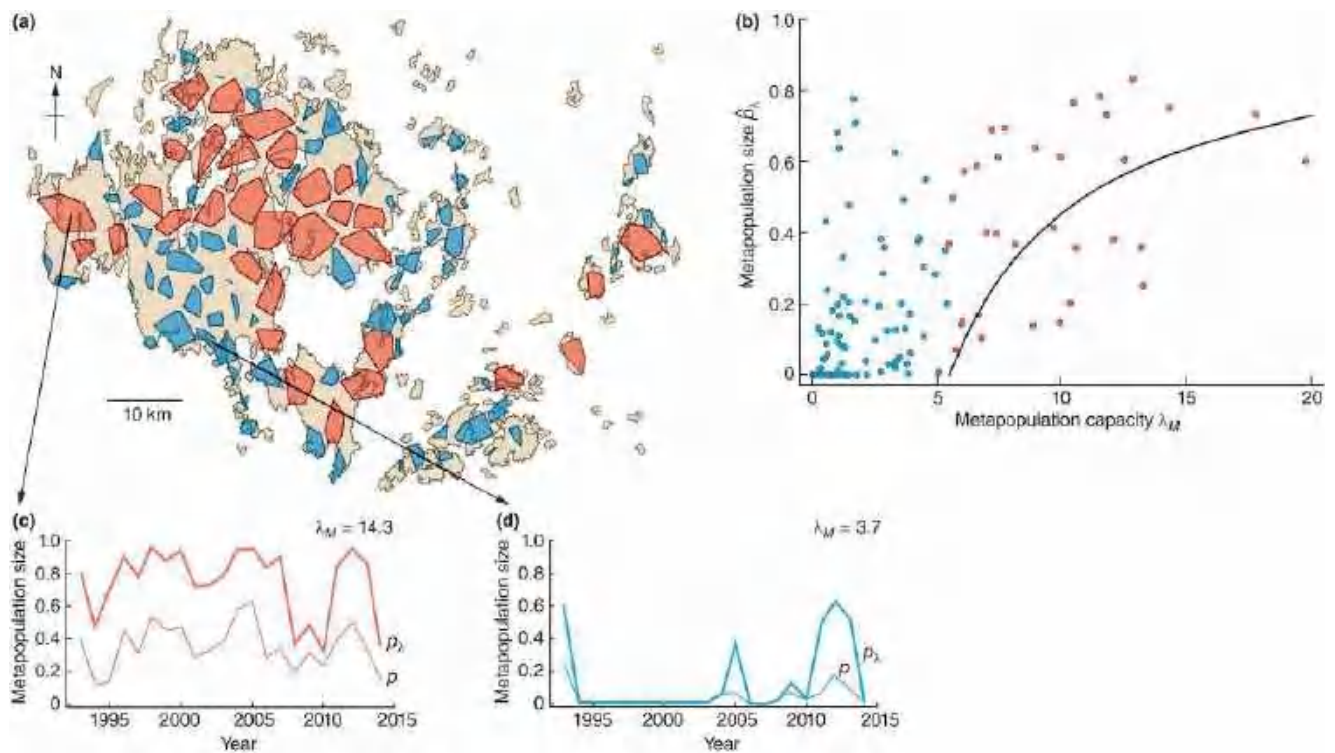 (a)
N
10 km
(b)
Metapopulation size p̂λ
1.0
0.8
0.6
0.4
0.2
0
0 5 10 15 20
Metapopulation capacity λM
(c)
λM = 14.3
Metapopulation size
1.0
0.8
0.6
0.4
0.2
0
pλ
p
1995 2000 2005 2010 2015
Year
(d)
λM = 3.7
Metapopulation size
1.0
0.8
0.6
0.4
0.2
0
p pλ
1995 2000 2005 2010 2015
Year